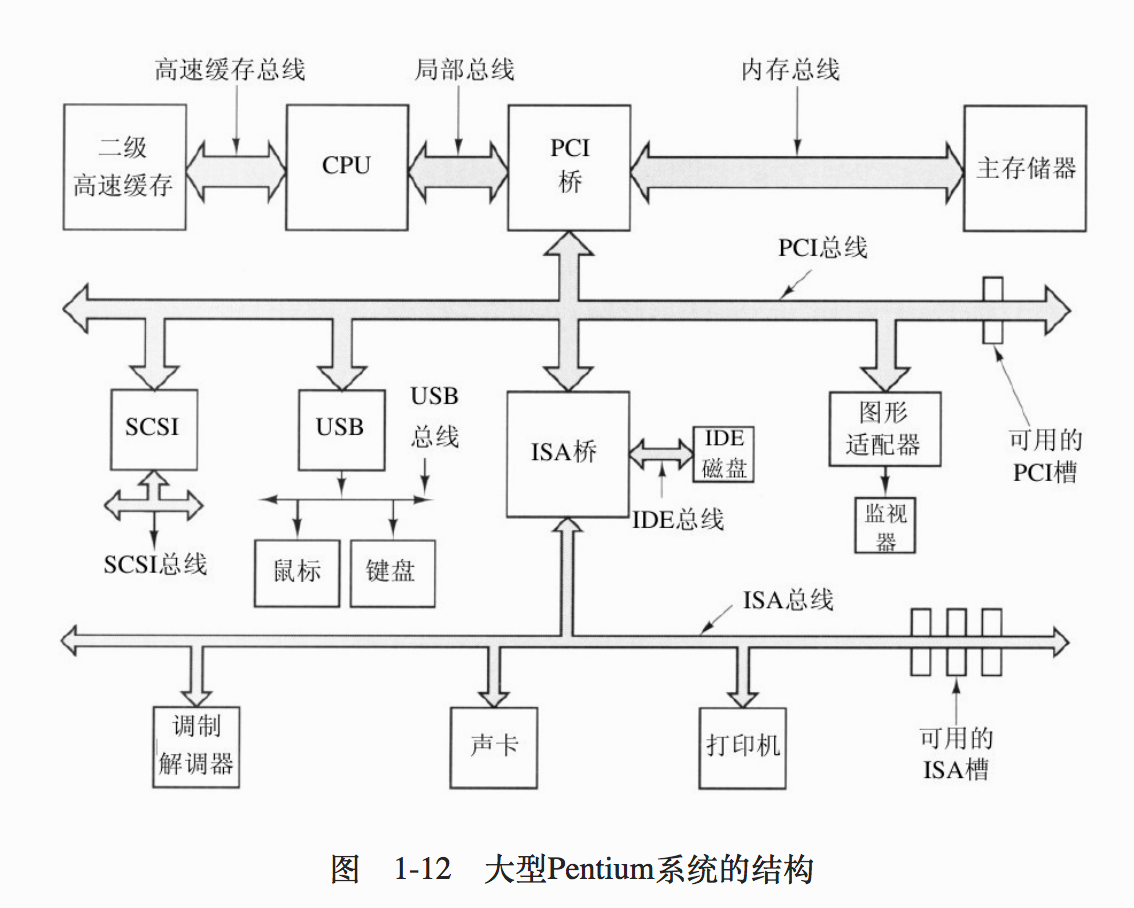 高速缓存总线
局部总线
内存总线
二级
高速缓存
CPU
PCI
桥
主存储器
PCI总线
SCSI
USB
USB
总线
ISA桥
IDE
磁盘
图形
适配器
可用的
PCI槽
IDE总线
监视
器
SCSI总线
鼠标
键盘
ISA总线
调制
解调器
声卡
打印机
可用的
ISA槽
图 1-12 大型Pentium系统的结构